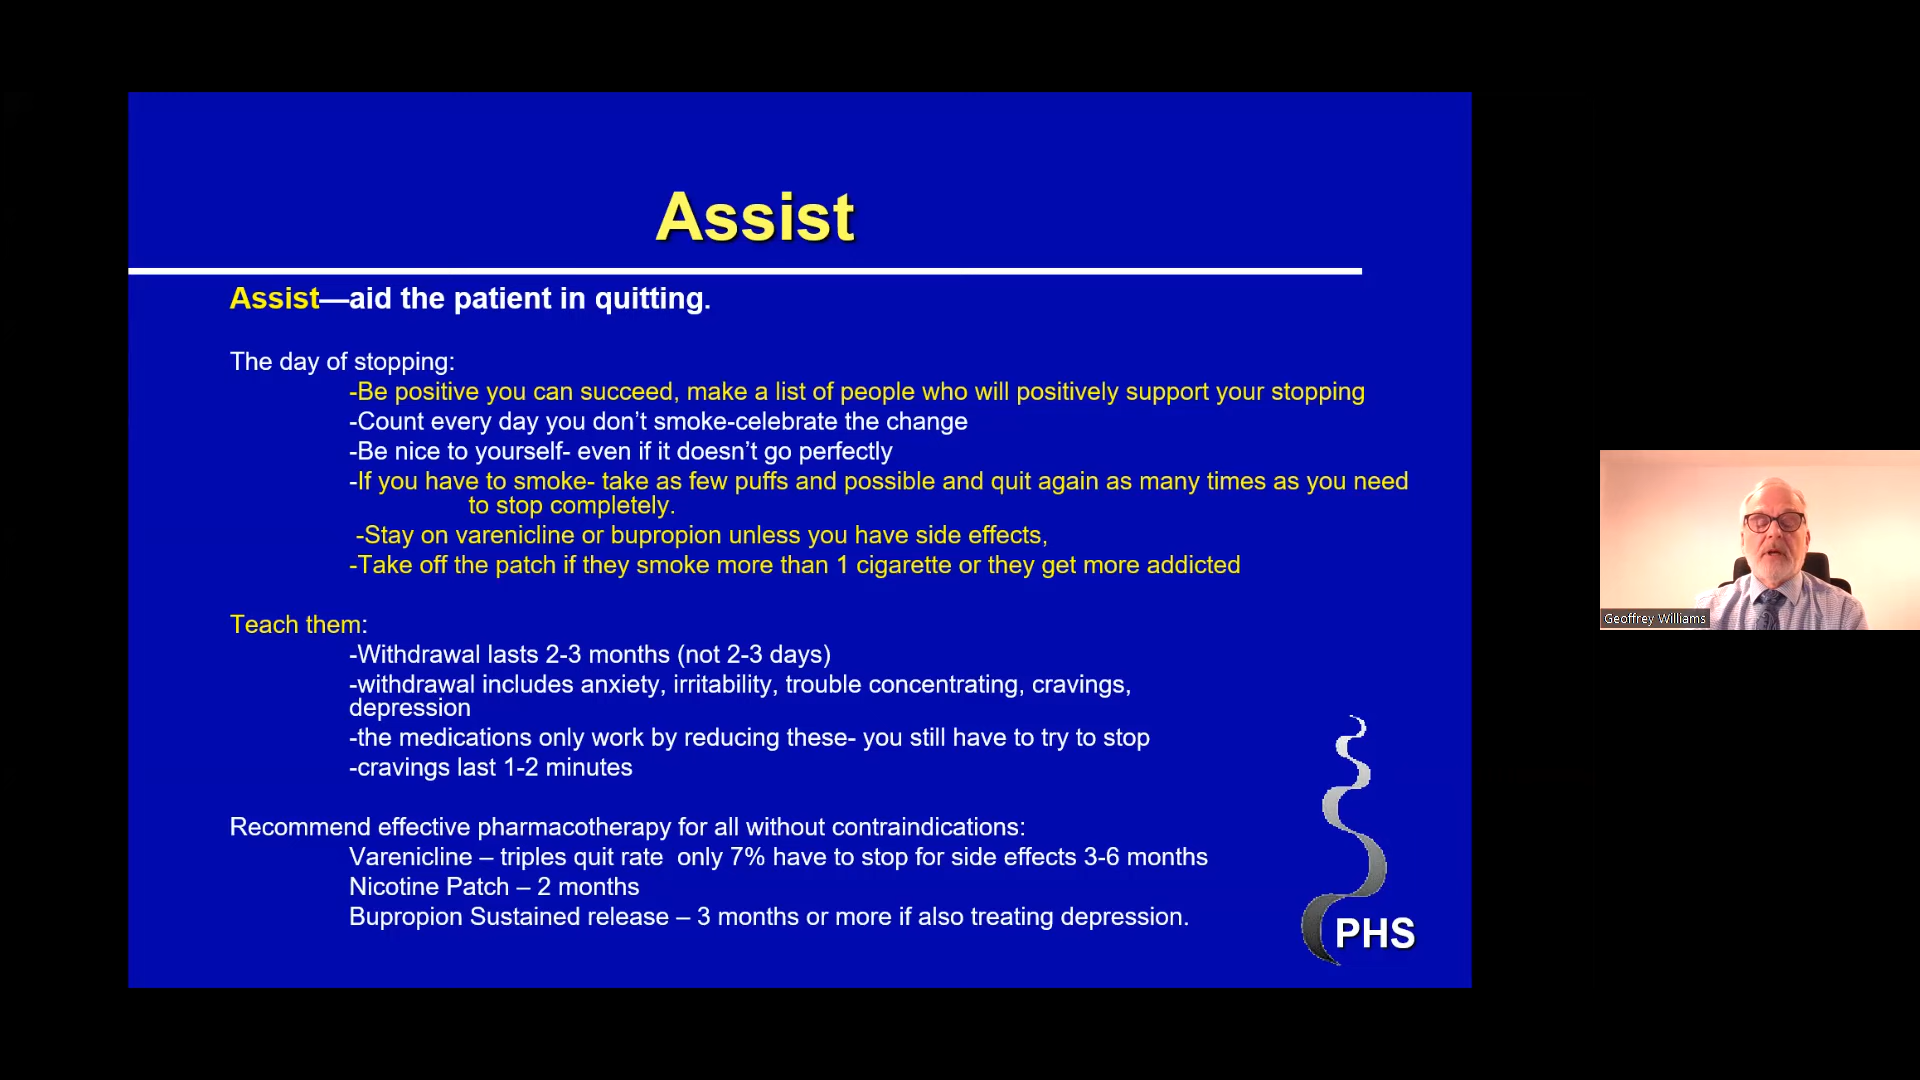 Assist
Assist—aid the patient in quitting.
The day of stopping:
-Be positive you can succeed, make a list of people who will positively support your stopping
-Count every day you don’t smoke-celebrate the change
-Be nice to yourself- even if it doesn’t go perfectly
-If you have to smoke- take as few puffs and possible and quit again as many times as you need
to stop completely.
-Stay on varenicline or bupropion unless you have side effects,
-Take off the patch if they smoke more than 1 cigarette or they get more addicted
Teach them:
-Withdrawal lasts 2-3 months (not 2-3 days)
-withdrawal includes anxiety, irritability, trouble concentrating, cravings,
depression
-the medications only work by reducing these- you still have to try to stop
-cravings last 1-2 minutes
Recommend effective pharmacotherapy for all without contraindications:
Varenicline – triples quit rate  only 7% have to stop for side effects 3-6 months
Nicotine Patch – 2 months
Bupropion Sustained release – 3 months or more if also treating depression.
PHS
Geoffrey Williams